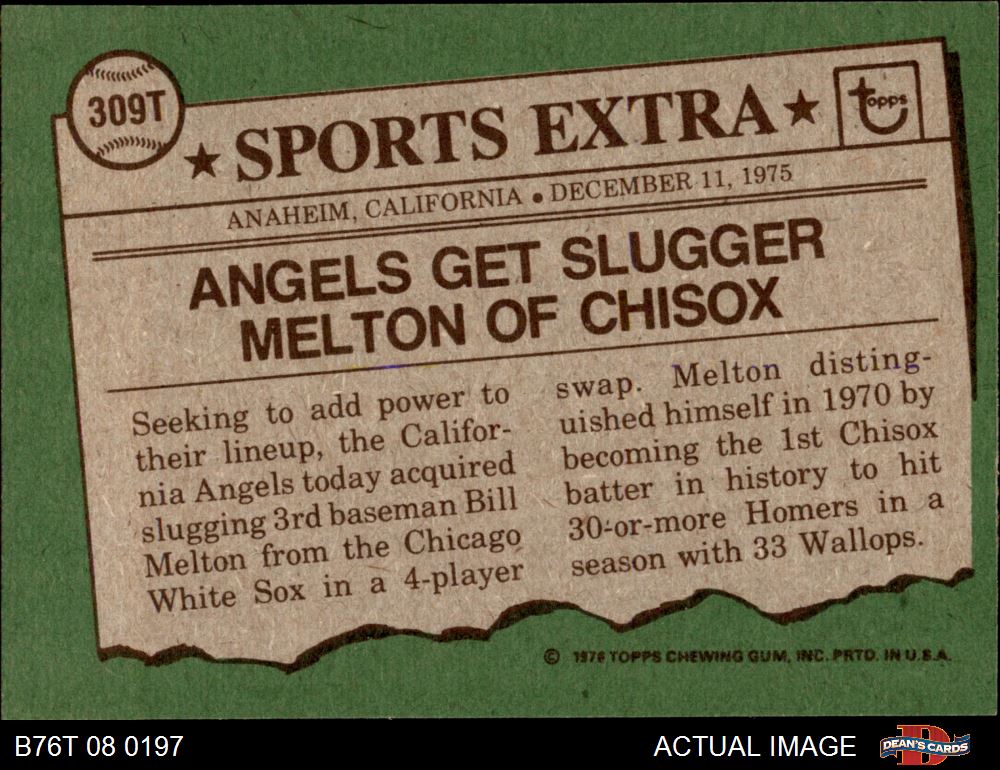 309T
★ SPORTS EXTRA ★
topps
ANAHEIM, CALIFORNIA • DECEMBER 11, 1975
ANGELS GET SLUGGER
MELTON OF CHISOX
Seeking to add power to
their lineup, the Califor-
nia Angels today acquired
slugging 3rd baseman Bill
Melton from the Chicago
White Sox in a 4-player
swap. Melton disting-
uished himself in 1970 by
becoming the 1st Chisox
batter in history to hit
30-or-more Homers in a
season with 33 Wallops.
© 1976 TOPPS CHEWING GUM, INC. PRTD. IN U.S.A.
B76T 08 0197
ACTUAL IMAGE
D
DEAN'S CARDS